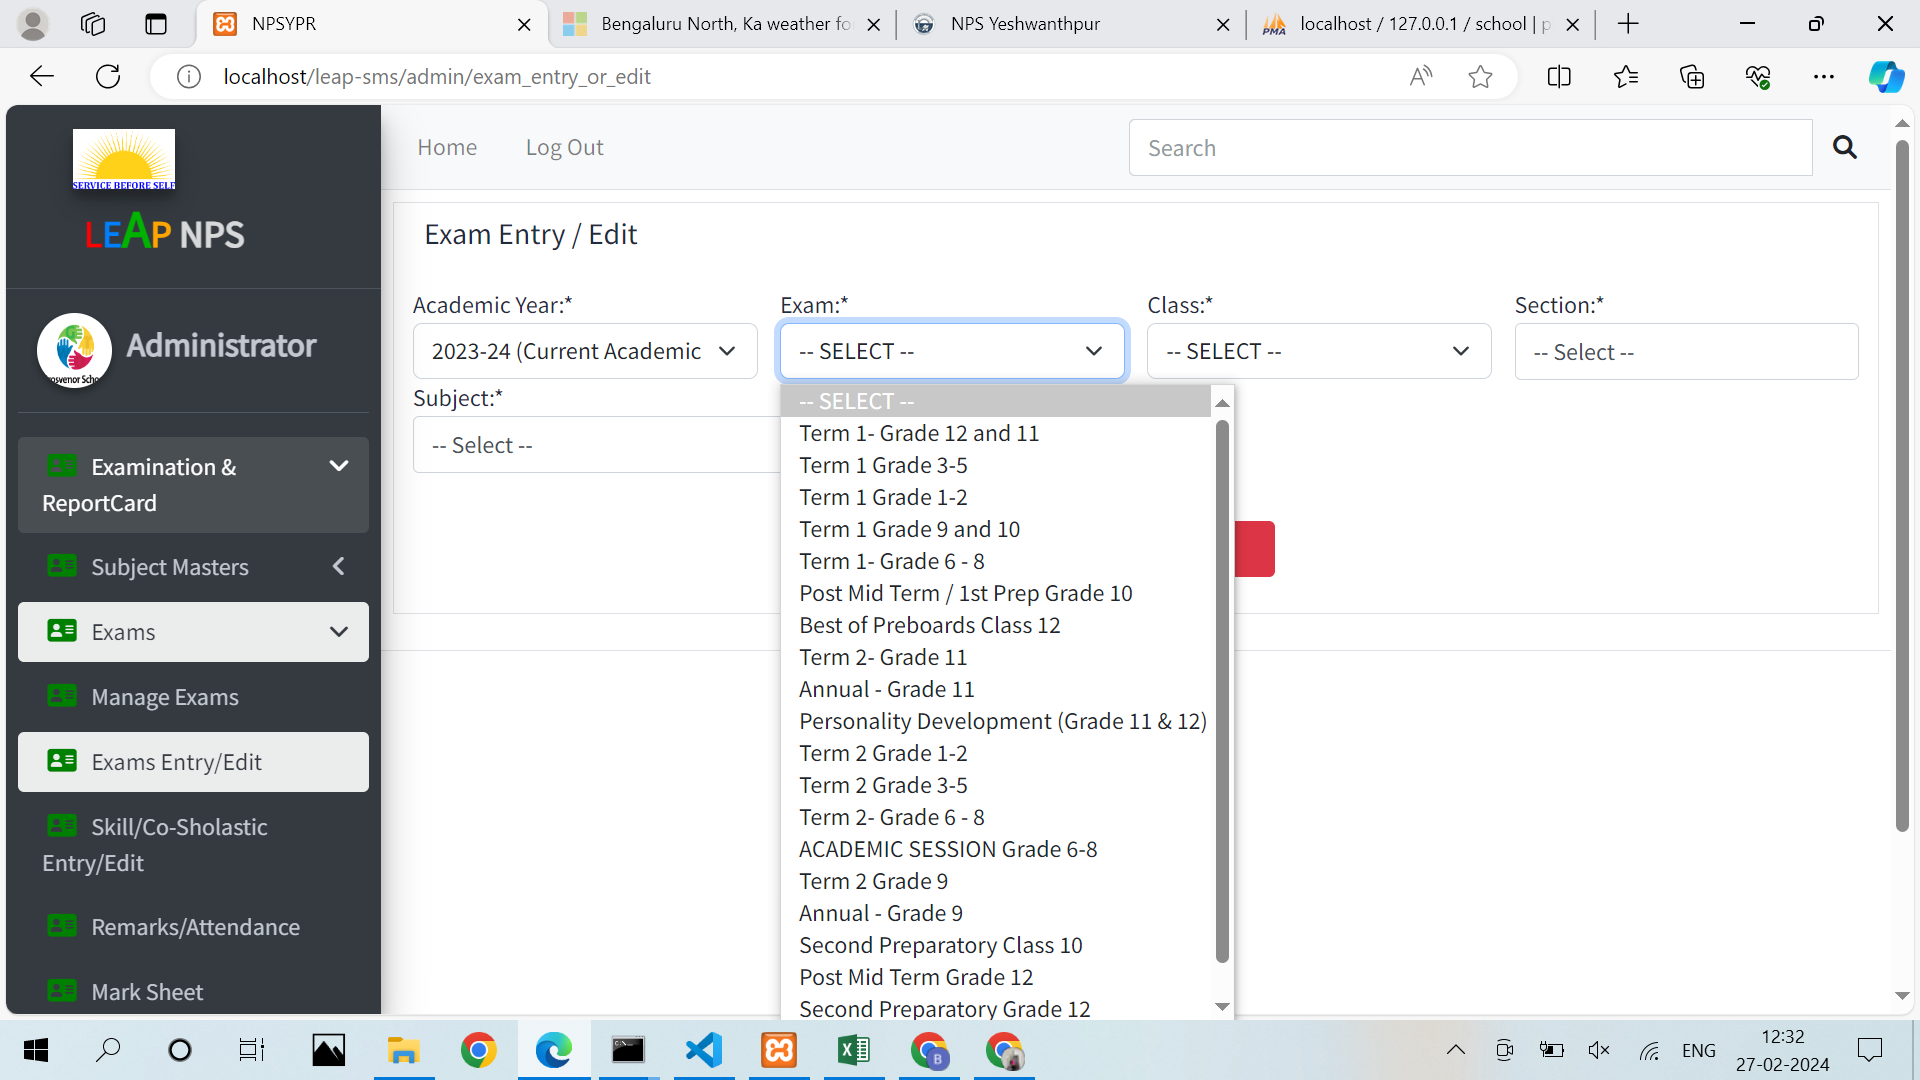 NPSYPR
Bengaluru North, Ka weather fo
NPS Yeshwanthpur
localhost / 127.0.0.1 / school | p
localhost/leap-sms/admin/exam_entry_or_edit
SERVICE BEFORE SELF
LEAP NPS
Home
Log Out
Search
Administrator
Exam Entry / Edit
Academic Year:*
Exam:*
Class:*
Section:*
2023-24 (Current Academic
-- SELECT --
-- SELECT --
-- Select --
Subject:*
-- Select --
-- SELECT --
Term 1- Grade 12 and 11
Term 1 Grade 3-5
Term 1 Grade 1-2
Term 1 Grade 9 and 10
Term 1- Grade 6 - 8
Post Mid Term / 1st Prep Grade 10
Best of Preboards Class 12
Term 2- Grade 11
Annual - Grade 11
Personality Development (Grade 11 & 12)
Term 2 Grade 1-2
Term 2 Grade 3-5
Term 2- Grade 6 - 8
ACADEMIC SESSION Grade 6-8
Term 2 Grade 9
Annual - Grade 9
Second Preparatory Class 10
Post Mid Term Grade 12
Second Preparatory Grade 12
Examination &
ReportCard
Subject Masters
Exams
Manage Exams
Exams Entry/Edit
Skill/Co-Sholastic
Entry/Edit
Remarks/Attendance
Mark Sheet
ENG
12:32
27-02-2024